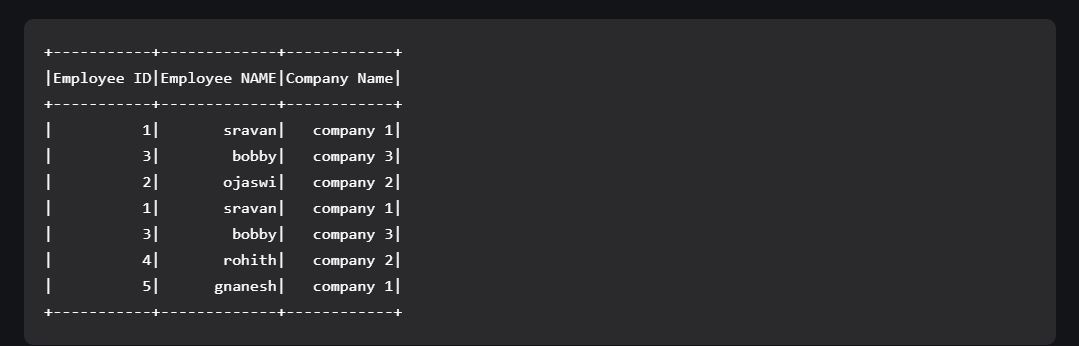 +-----------+-------------+------------+
|Employee ID|Employee NAME|Company Name|
+-----------+-------------+------------+
|          1|       sravan|   company 1|
|          3|        bobby|   company 3|
|          2|       ojaswi|   company 2|
|          1|       sravan|   company 1|
|          3|        bobby|   company 3|
|          4|       rohith|   company 2|
|          5|      gnanesh|   company 1|
+-----------+-------------+------------+